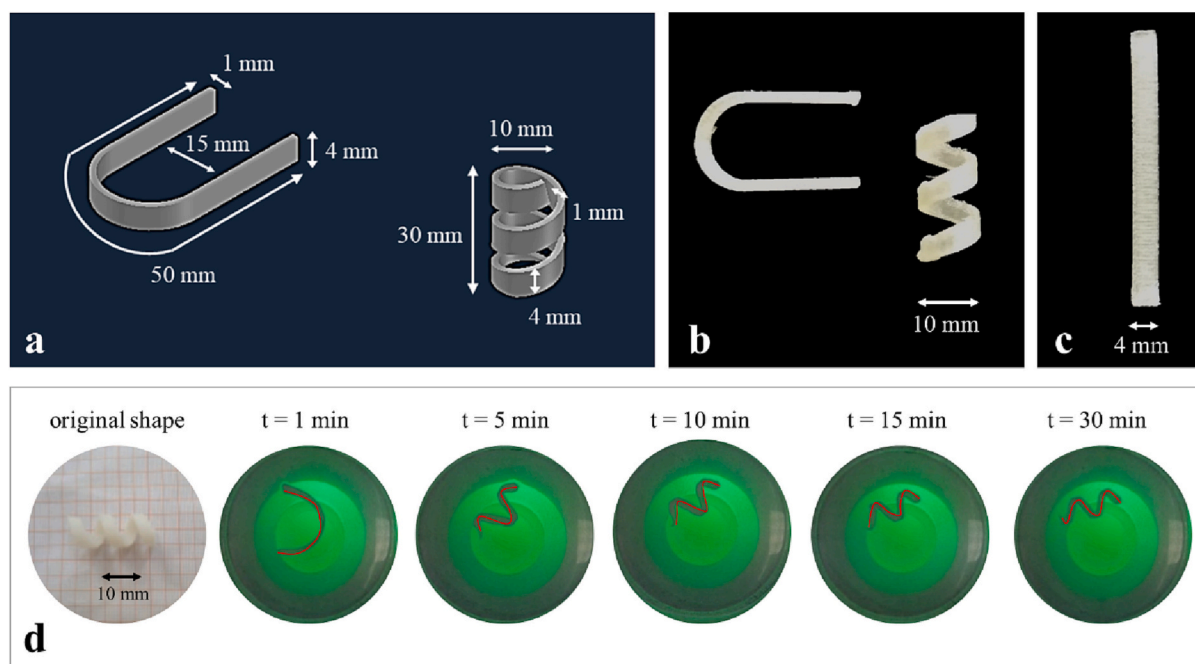 1 mm
15 mm
4 mm
50 mm
10 mm
30 mm
1 mm
4 mm
a
10 mm
b
4 mm
c
original shape
t = 1 min
t = 5 min
t = 10 min
t = 15 min
t = 30 min
10 mm
d